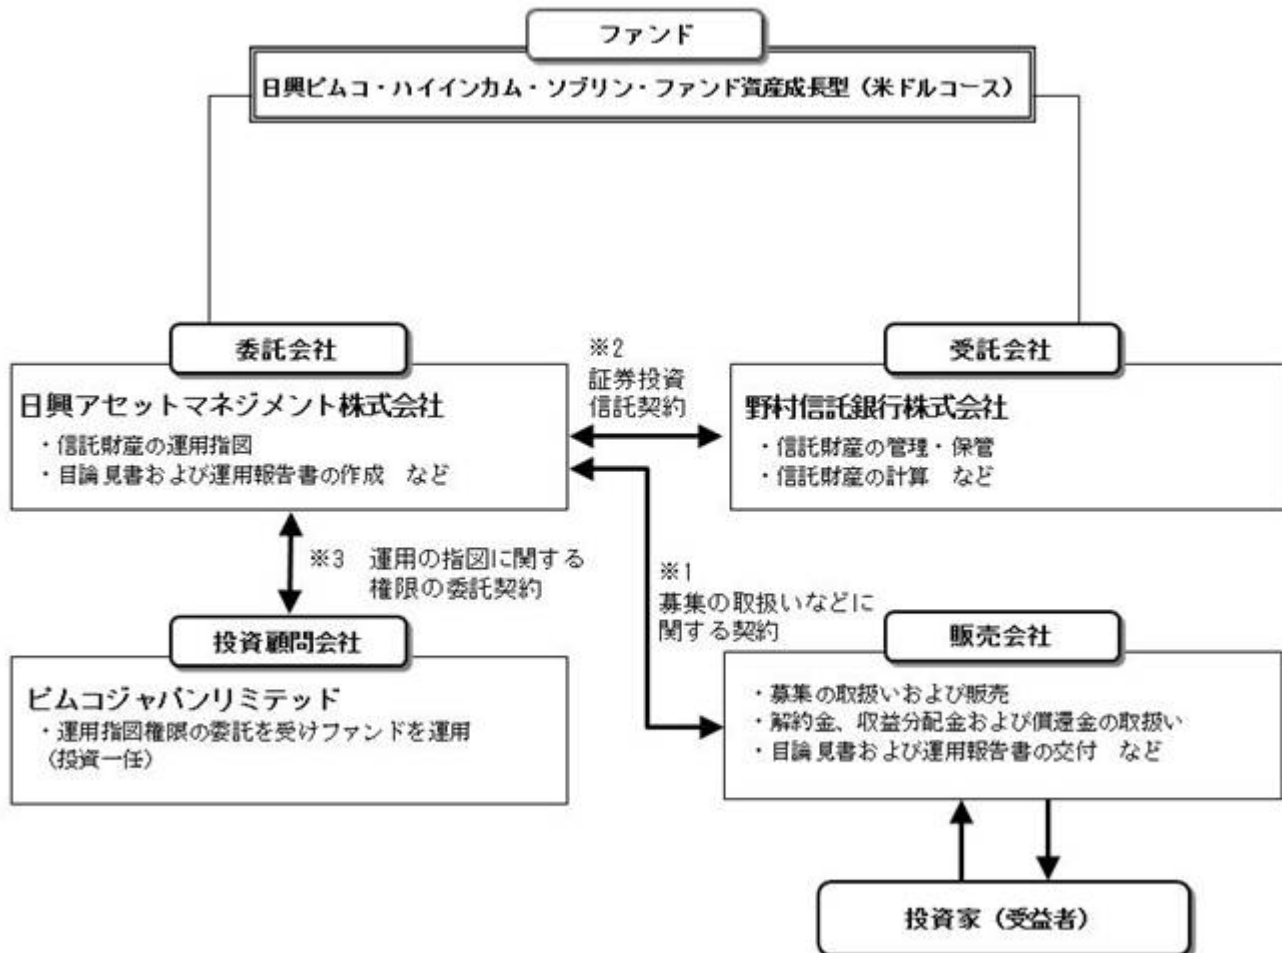 ファンド
日興ピムコ・ハイインカム・ソブリン・ファンド資産成長型（米ドルコース）
委託会社
日興アセットマネジメント株式会社
・信託財産の運用指図
・目論見書および運用報告書の作成　など
※2
証券投資
信託契約
受託会社
野村信託銀行株式会社
・信託財産の管理・保管
・信託財産の計算　など
※3　運用の指図に関する
権限の委託契約
※1
募集の取扱いなどに
関する契約
投資顧問会社
ピムコジャパンリミテッド
・運用指図権限の委託を受けファンドを運用
（投資一任）
販売会社
・募集の取扱いおよび販売
・解約金、収益分配金および償還金の取扱い
・目論見書および運用報告書の交付　など
投資家（受益者）